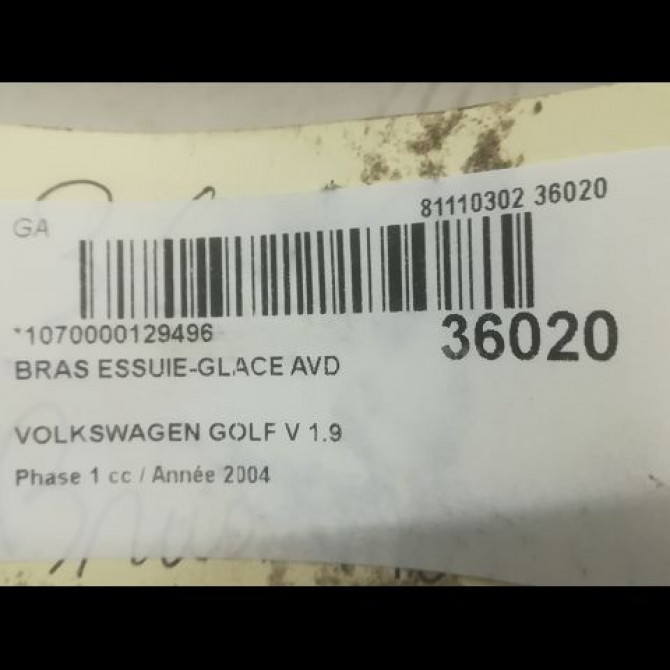 GA
81110302 36020
*1070000129496
36020
BRAS ESSUIE-GLACE AVD
VOLKSWAGEN GOLF V 1.9
Phase 1 cc / Année 2004